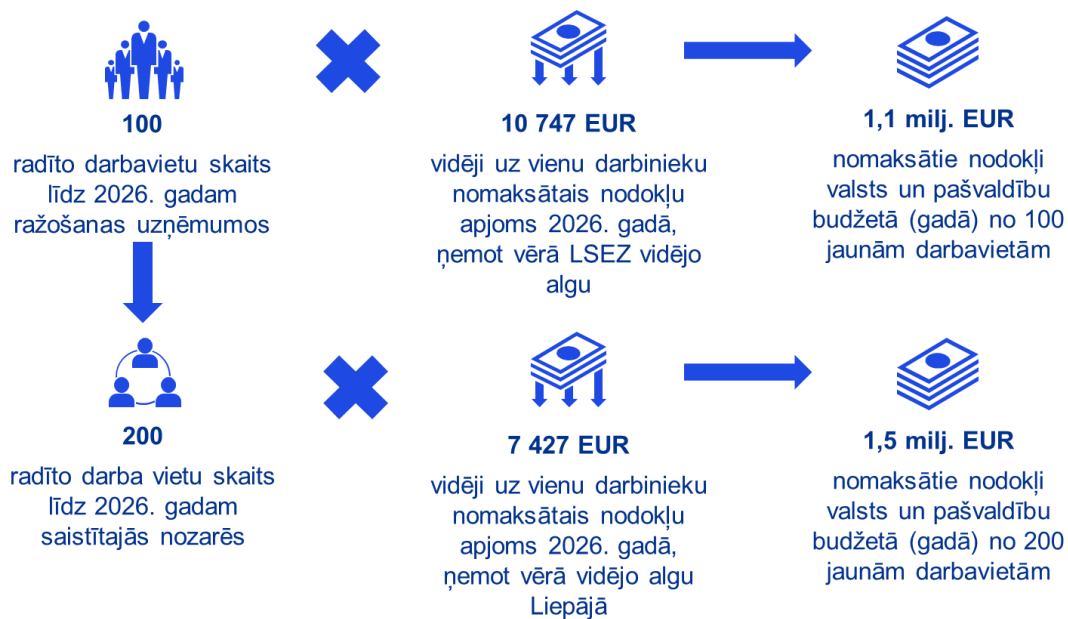 100
radīto darbavietu skaits
līdz 2026. gadam
ražošanas uzņēmumos
10 747 EUR
vidēji uz vienu darbinieku
nomaksātais nodokļu
apjoms 2026. gadā,
ņemot vērā LSEZ vidējo
algu
1,1 milj. EUR
nomaksātie nodokļi
valsts un pašvaldību
budžetā (gadā) no 100
jaunām darbavietām
200
radīto darba vietu skaits
līdz 2026. gadam
saistītajās nozarēs
7 427 EUR
vidēji uz vienu darbinieku
nomaksātais nodokļu
apjoms 2026. gadā,
ņemot vērā vidējo algu
Liepājā
1,5 milj. EUR
nomaksātie nodokļi
valsts un pašvaldību
budžetā (gadā) no 200
jaunām darbavietām